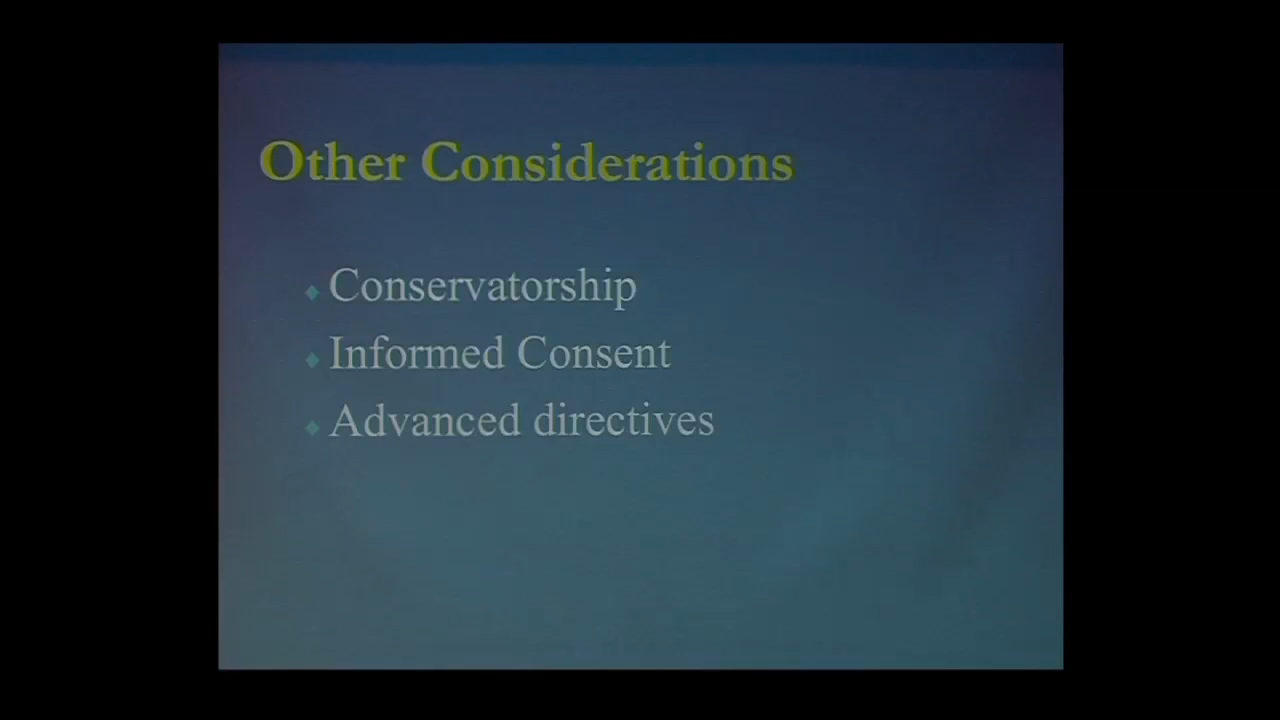 Other Considerations
Conservatorship
Informed Consent
Advanced directives